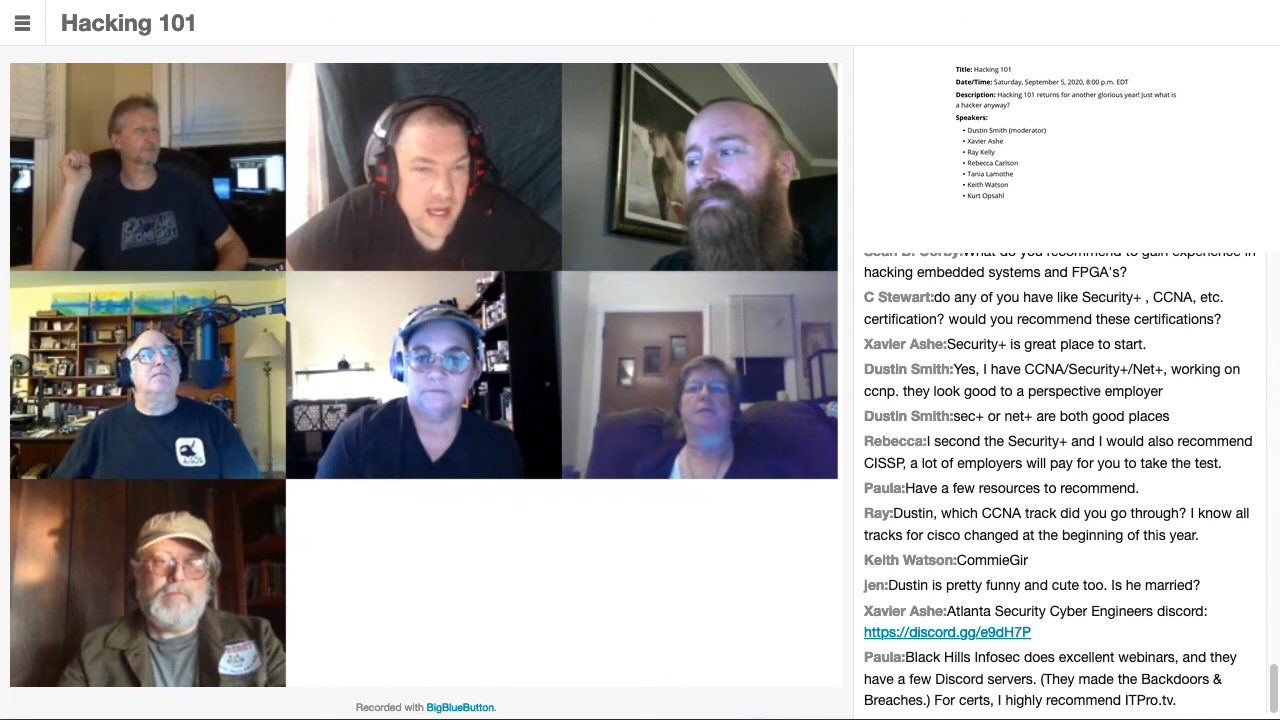 Hacking 101
Title: Hacking 101
Date/Time: Saturday, September 5, 2020, 8:00 p.m. EDT
Description: Hacking 101 returns for another glorious year! Just what is
a hacker anyway?
Speakers:
• Dustin Smith (moderator)
• Xavier Ashe
• Ray Kelly
• Rebecca Carlson
• Tania Lamothe
• Keith Watson
• Kurt Opsahl
What do you recommend to gain experience in
hacking embedded systems and FPGA's?
C Stewart:do any of you have like Security+ , CCNA, etc.
certification? would you recommend these certifications?
Xavier Ashe:Security+ is great place to start.
Dustin Smith:Yes, I have CCNA/Security+/Net+, working on
ccnp. they look good to a perspective employer
Dustin Smith:sec+ or net+ are both good places
Rebecca:I second the Security+ and I would also recommend
CISSP, a lot of employers will pay for you to take the test.
Paula:Have a few resources to recommend.
Ray:Dustin, which CCNA track did you go through? I know all
tracks for cisco changed at the beginning of this year.
Keith Watson:CommieGir
jen:Dustin is pretty funny and cute too. Is he married?
Xavier Ashe:Atlanta Security Cyber Engineers discord:
https://discord.gg/e9dH7P
Paula:Black Hills Infosec does excellent webinars, and they
have a few Discord servers. (They made the Backdoors &
Breaches.) For certs, I highly recommend ITPro.tv.
Recorded with BigBlueButton.